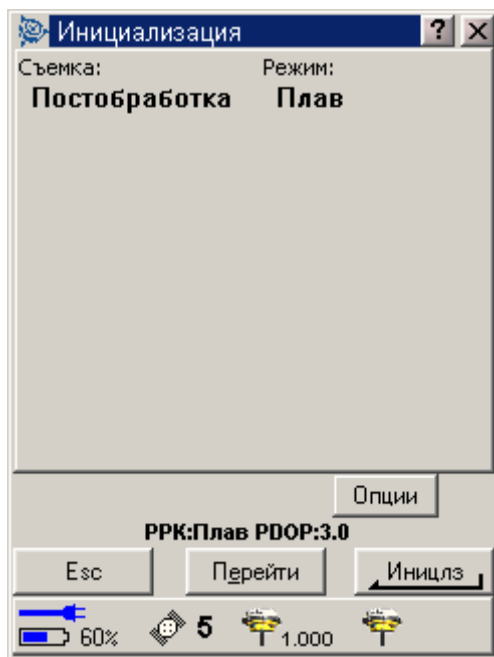 Инициализация ? X
Съемка: Режим:
Постобработка Плав
Опции
PPK:Плав PDOP:3.0
Esc Перейти Иницлз
60% 5 1.000